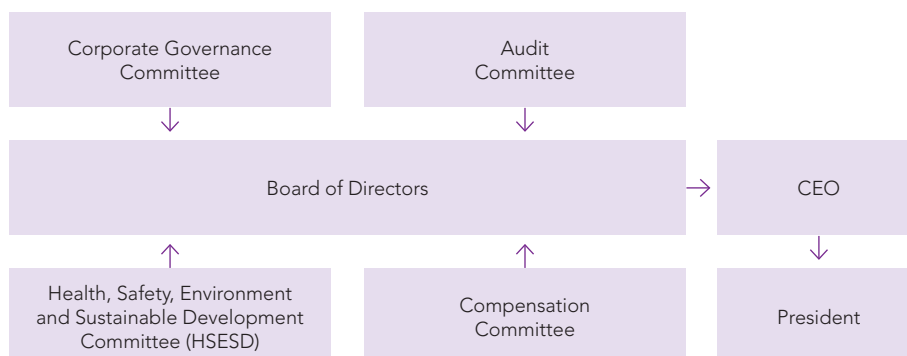 Corporate Governance
Committee
Audit
Committee
Board of Directors
CEO
Health, Safety, Environment
and Sustainable Development
Committee (HSESD)
Compensation
Committee
President